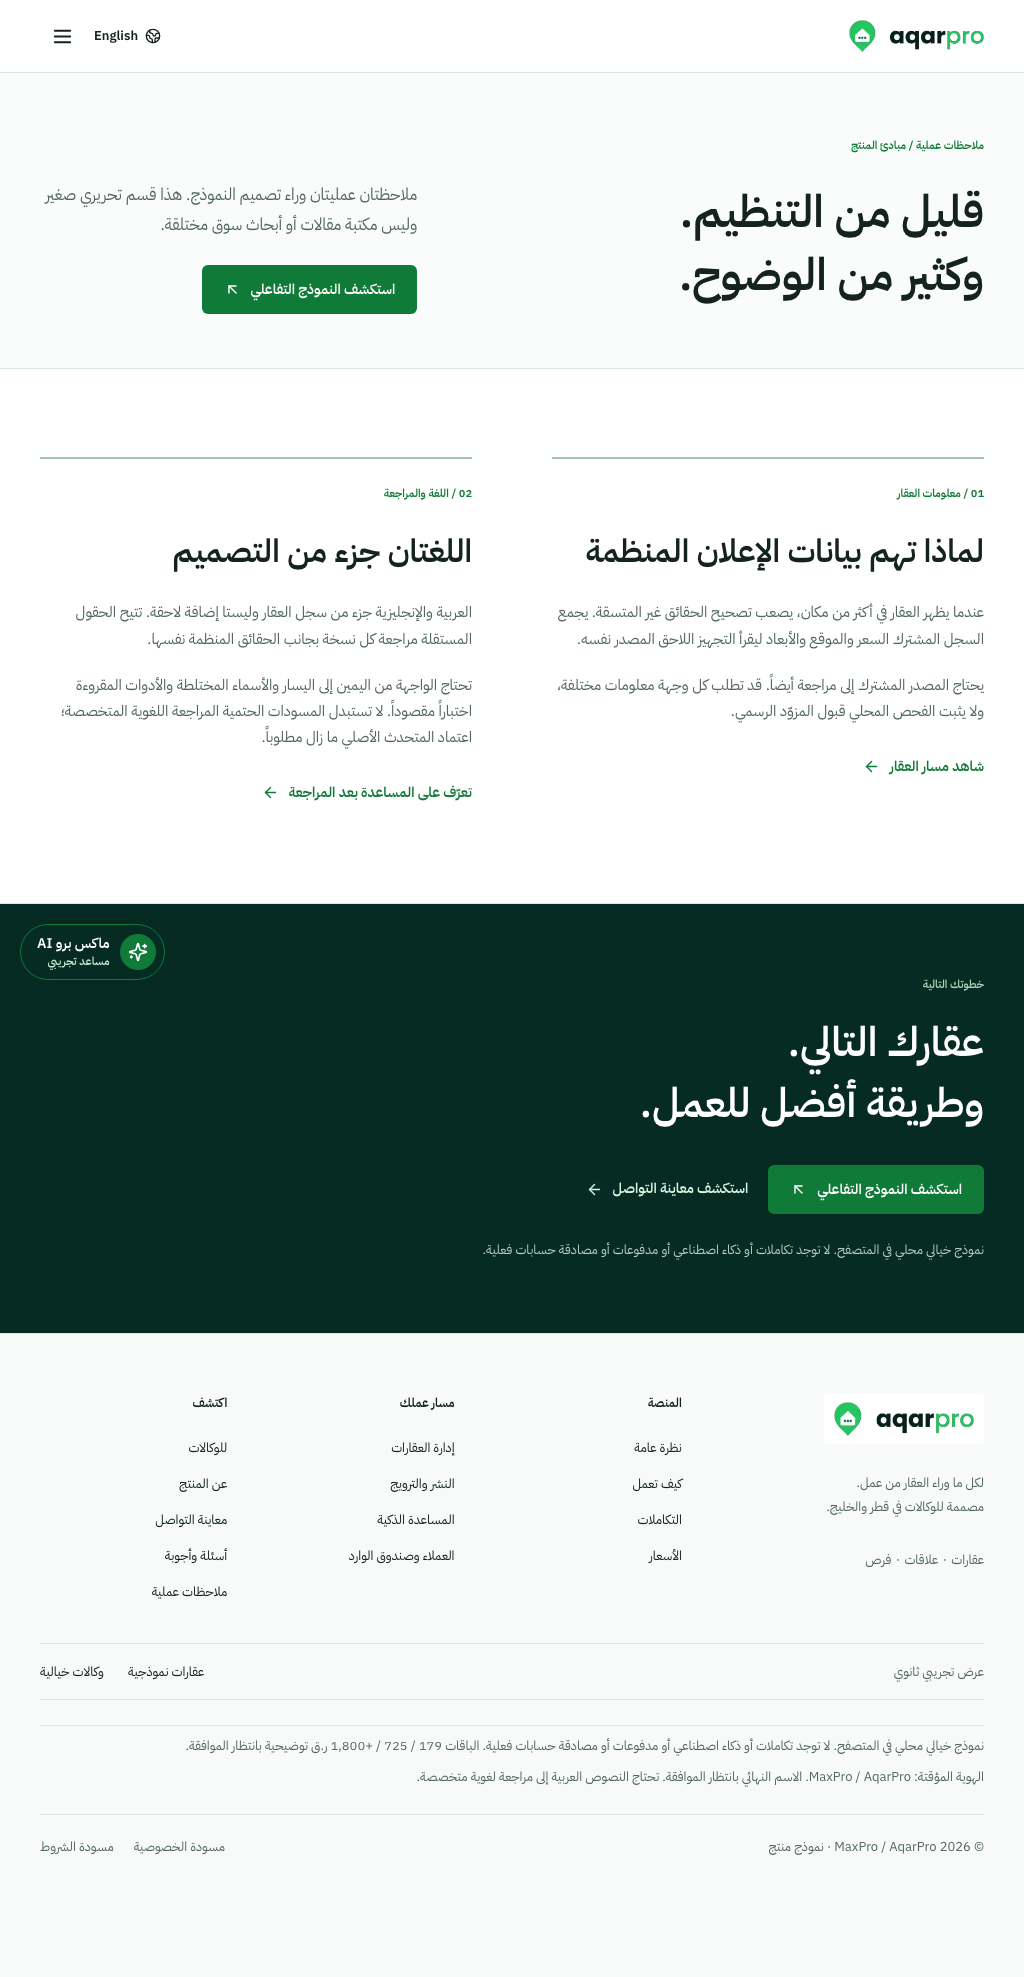 aqarpro
English
ملاحظات عملية / مبادئ المنتج
قليل من التنظيم.
وكثير من الوضوح.
ملاحظتان عمليتان وراء تصميم النموذج. هذا قسم تحريري صغير
وليس مكتبة مقالات أو أبحاث سوق مختلقة.
استكشف النموذج التفاعلي
01 / معلومات العقار
لماذا تهم بيانات الإعلان المنظمة
عندما يظهر العقار في أكثر من مكان، يصعب تصحيح الحقائق غير المتسقة. يجمع
السجل المشترك السعر والموقع والأبعاد ليقرأ التجهيز اللاحق المصدر نفسه.
يحتاج المصدر المشترك إلى مراجعة أيضاً. قد تطلب كل وجهة معلومات مختلفة،
ولا يثبت الفحص المحلي قبول المزوّد الرسمي.
شاهد مسار العقار
02 / اللغة والمراجعة
اللغتان جزء من التصميم
العربية والإنجليزية جزء من سجل العقار وليستا إضافة لاحقة. تتيح الحقول
المستقلة مراجعة كل نسخة بجانب الحقائق المنظمة نفسها.
تحتاج الواجهة من اليمين إلى اليسار والأسماء المختلطة والأدوات المقروءة
اختباراً مقصوداً. لا تستبدل المسودات الحتمية المراجعة اللغوية المتخصصة؛
اعتماد المتحدث الأصلي ما زال مطلوباً.
تعرّف على المساعدة بعد المراجعة
ماكس برو AI
مساعد تجريبي
خطوتك التالية
عقارك التالي.
وطريقة أفضل للعمل.
استكشف النموذج التفاعلي
استكشف معاينة التواصل
نموذج خيالي محلي في المتصفح. لا توجد تكاملات أو ذكاء اصطناعي أو مدفوعات أو مصادقة حسابات فعلية.
aqarpro
لكل ما وراء العقار من عمل.
مصممة للوكالات في قطر والخليج.
عقارات · علاقات · فرص
المنصة
نظرة عامة
كيف تعمل
التكاملات
الأسعار
مسار عملك
إدارة العقارات
النشر والترويج
المساعدة الذكية
العملاء وصندوق الوارد
اكتشف
للوكالات
عن المنتج
معاينة التواصل
أسئلة وأجوبة
ملاحظات عملية
عرض تجريبي ثانوي
عقارات نموذجية
وكالات خيالية
نموذج خيالي محلي في المتصفح. لا توجد تكاملات أو ذكاء اصطناعي أو مدفوعات أو مصادقة حسابات فعلية. الباقات 179 / 725 / +1,800 ر.ق توضيحية بانتظار الموافقة.
الهوية المؤقتة: MaxPro / AqarPro. الاسم النهائي بانتظار الموافقة. تحتاج النصوص العربية إلى مراجعة لغوية متخصصة.
© 2026 MaxPro / AqarPro · نموذج منتج
مسودة الخصوصية
مسودة الشروط